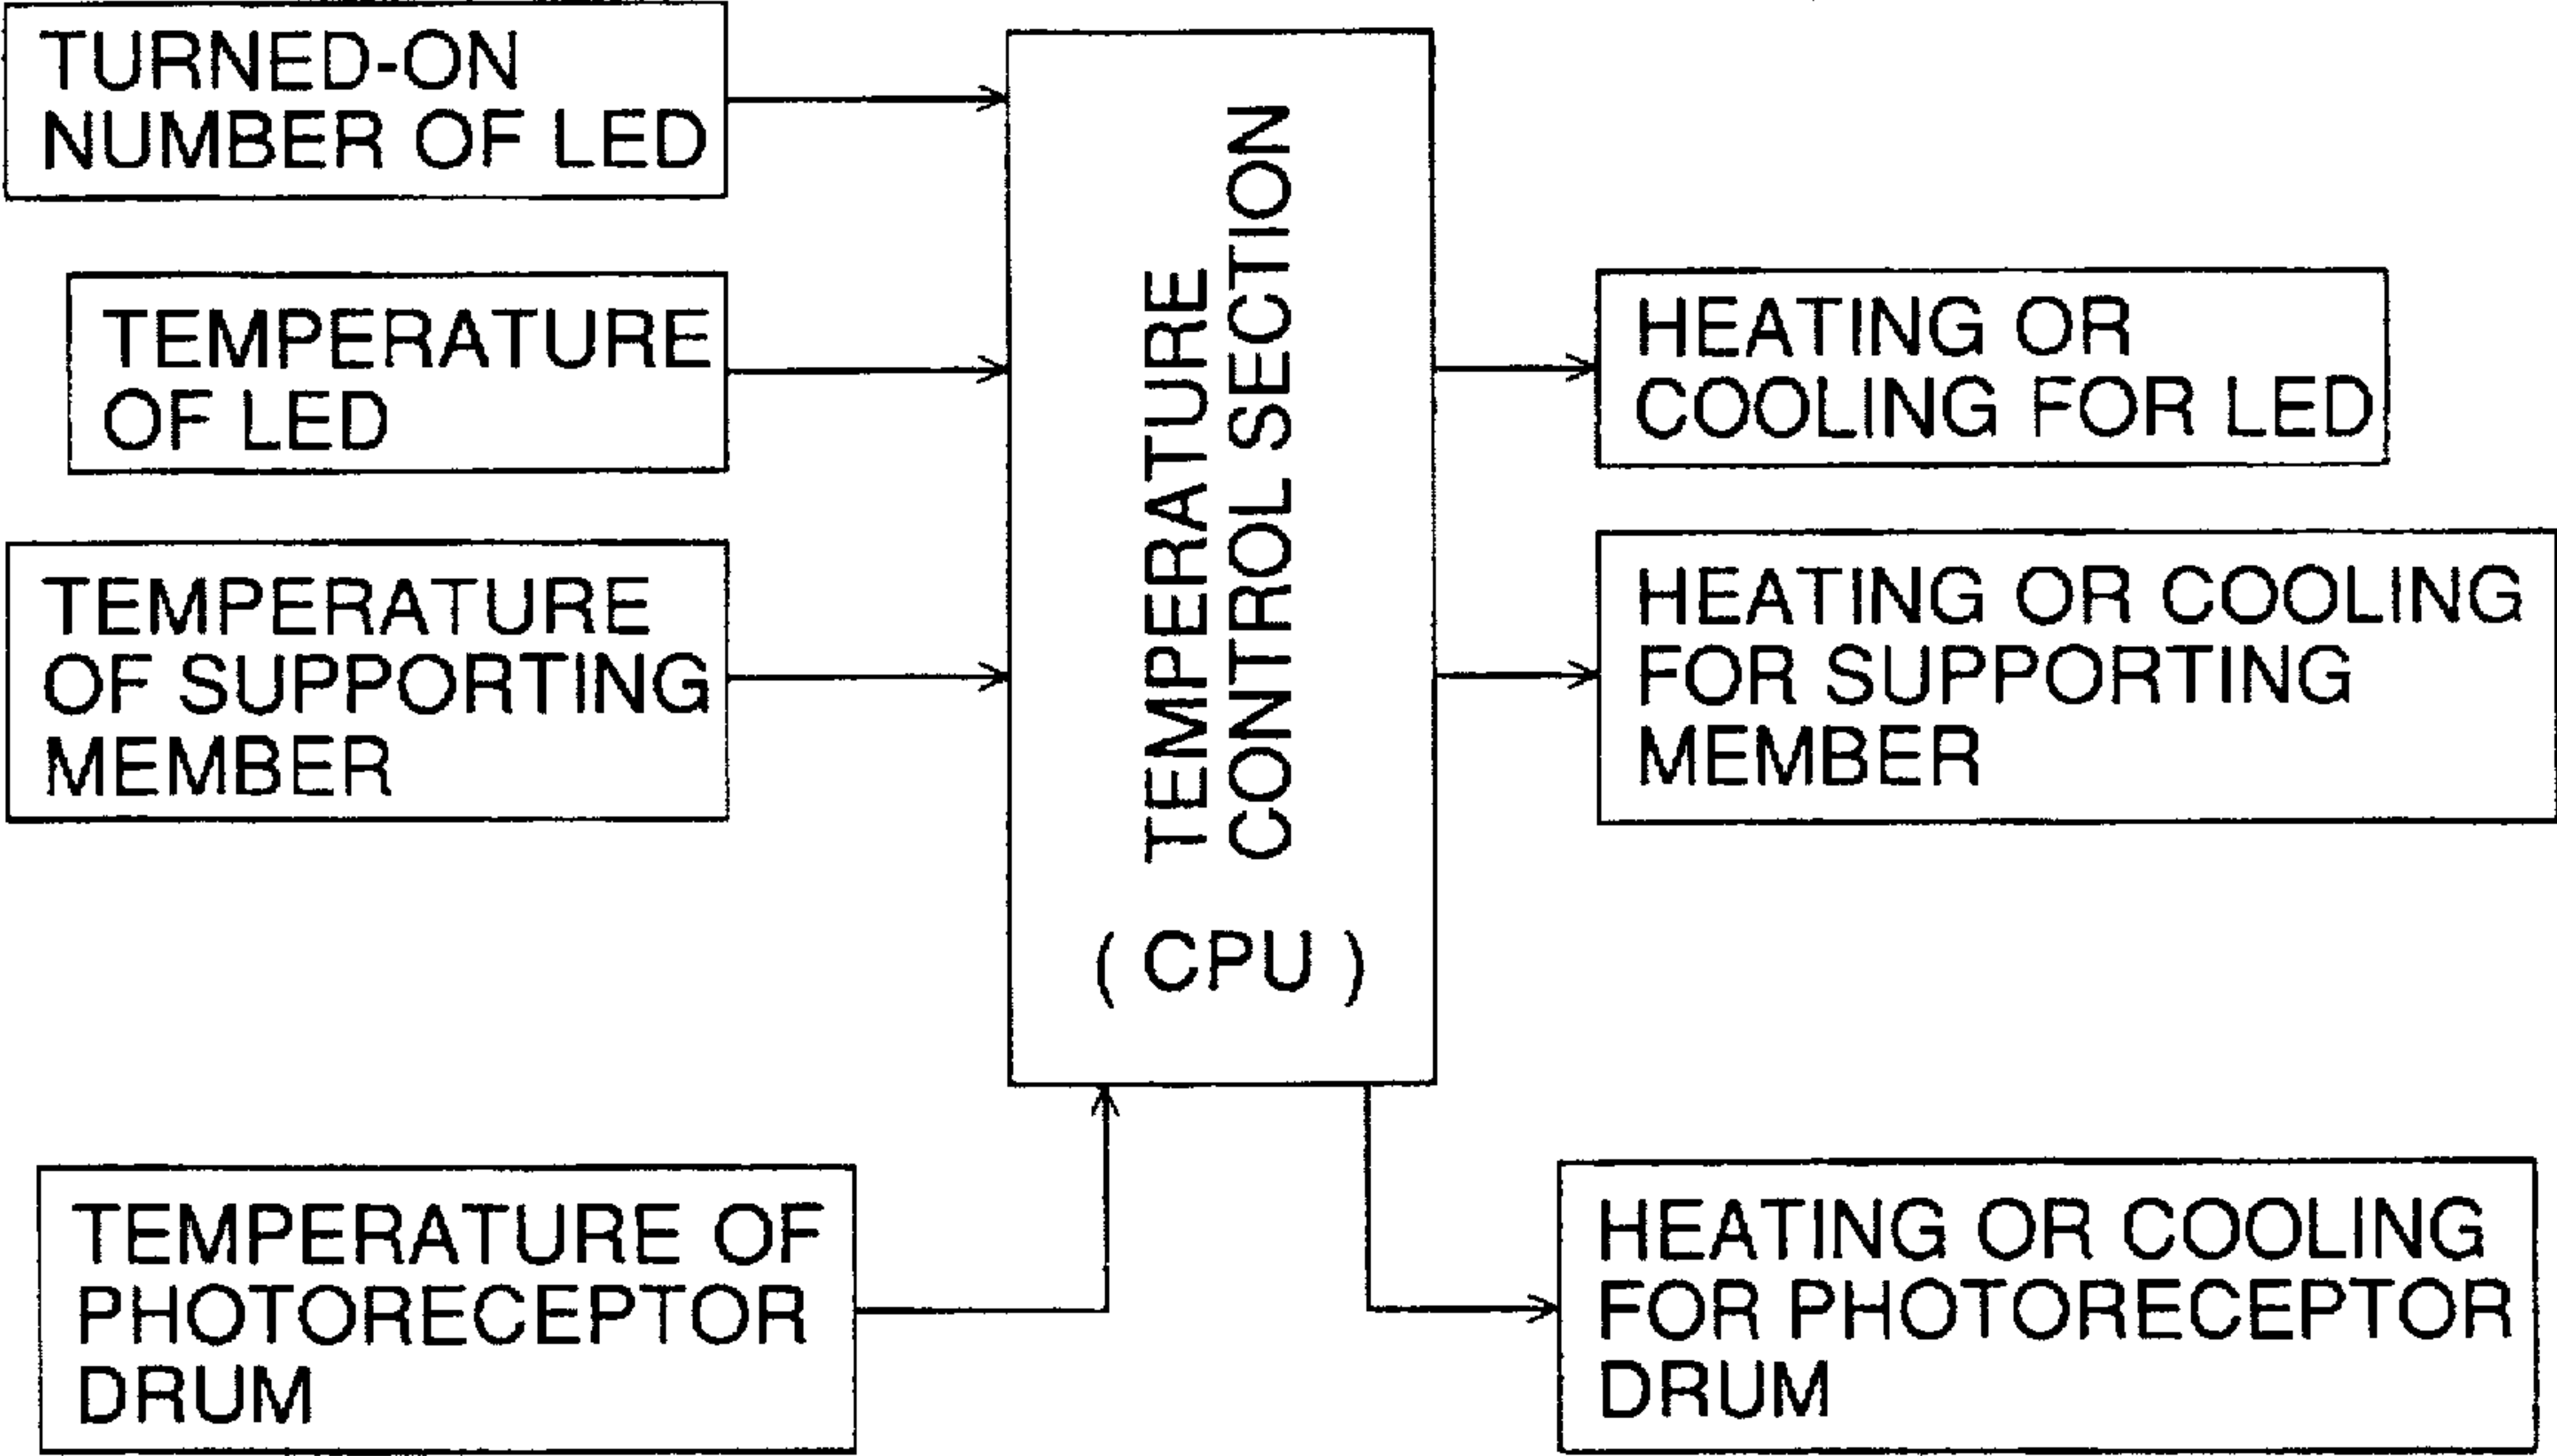 TURNED-ON
NUMBER OF LED
TEMPERATURE
OF LED
TEMPERATURE
OF SUPPORTING
MEMBER
TEMPERATURE
CONTROL SECTION
( CPU )
HEATING OR
COOLING FOR LED
HEATING OR COOLING
FOR SUPPORTING
MEMBER
TEMPERATURE OF
PHOTORECEPTOR
DRUM
HEATING OR COOLING
FOR PHOTORECEPTOR
DRUM